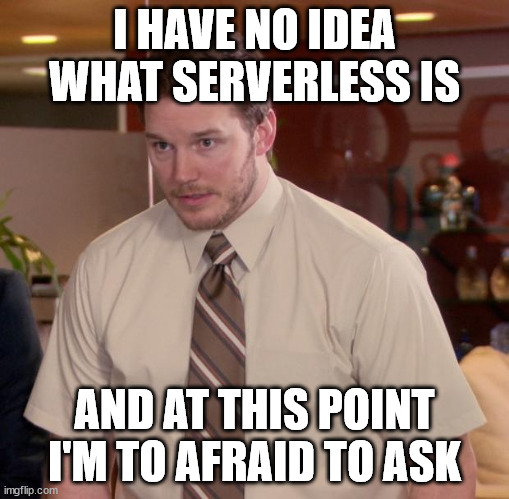 I HAVE NO IDEA
WHAT SERVERLESS IS
AND AT THIS POINT
I'M TO AFRAID TO ASK
imgflip.com